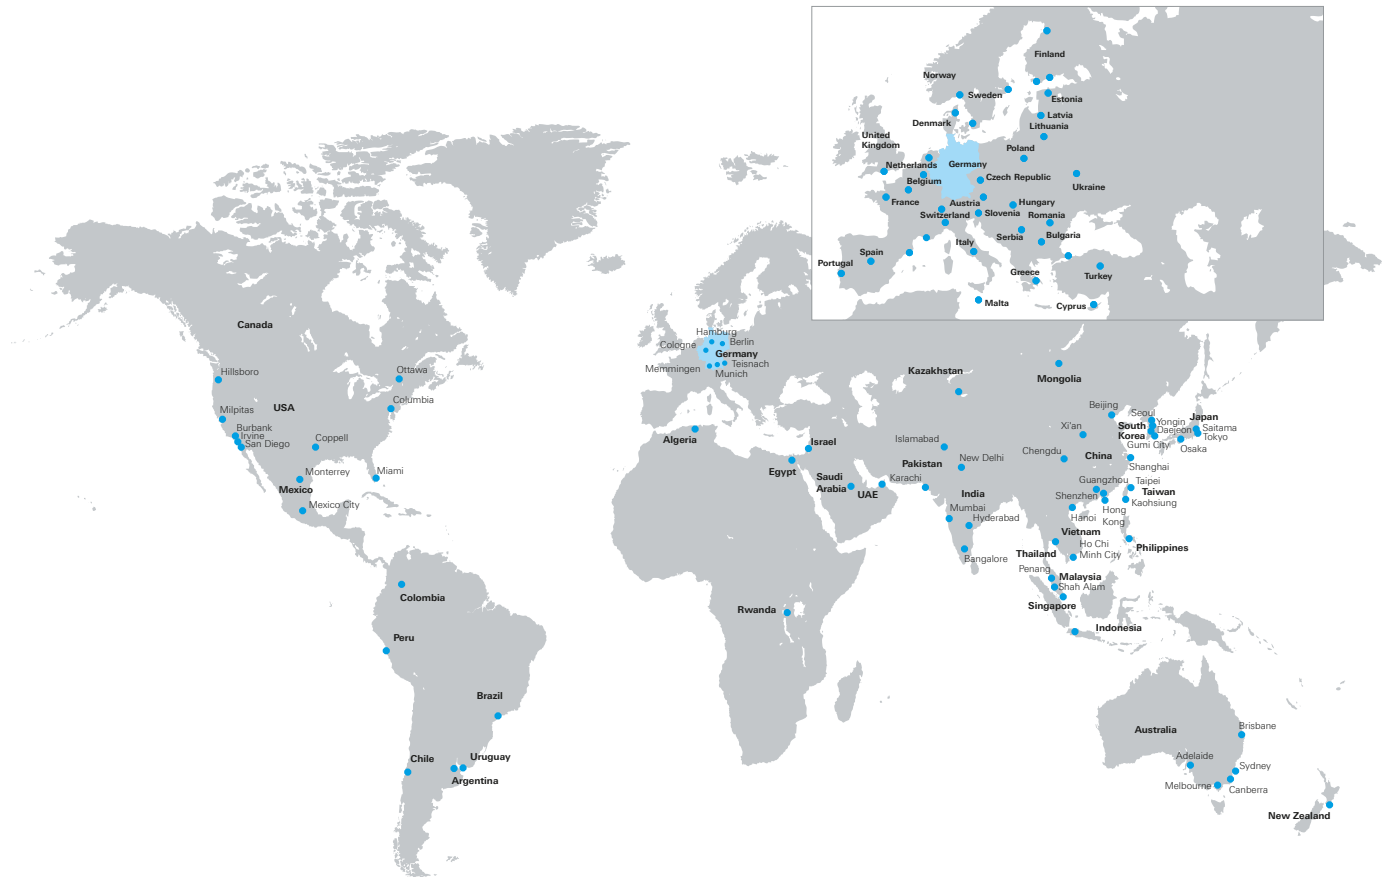 Finland
Norway
Sweden
Estonia
Latvia
Denmark
Lithuania
United
Kingdom
Poland
Netherlands
Germany
Czech Republic
Belgium
Ukraine
France
Austria
Hungary
Switzerland
Slovenia
Romania
Serbia
Bulgaria
Italy
Spain
Portugal
Greece
Turkey
Malta
Cyprus
Canada
Hillsboro
Ottawa
Columbia
USA
Milpitas
Burbank
Irvine
San Diego
Coppell
Monterrey
Miami
Mexico
Mexico City
Colombia
Peru
Brazil
Chile
Uruguay
Argentina
Hamburg
Cologne
Berlin
Germany
Memmingen
Teisnach
Munich
Algeria
Israel
Egypt
Saudi
Arabia
UAE
Rwanda
Kazakhstan
Mongolia
Islamabad
Pakistan
New Delhi
Karachi
India
Mumbai
Hyderabad
Bangalore
Beijing
Seoul
Xi'an
South
Korea
Yongin
Daejeon
Gumi City
Japan
Saitama
Tokyo
Osaka
Chengdu
China
Shanghai
Guangzhou
Taipei
Shenzhen
Taiwan
Kaohsiung
Hong
Kong
Hanoi
Vietnam
Ho Chi
Minh City
Thailand
Philippines
Penang
Malaysia
Shah Alam
Singapore
Indonesia
Australia
Brisbane
Adelaide
Sydney
Melbourne
Canberra
New Zealand